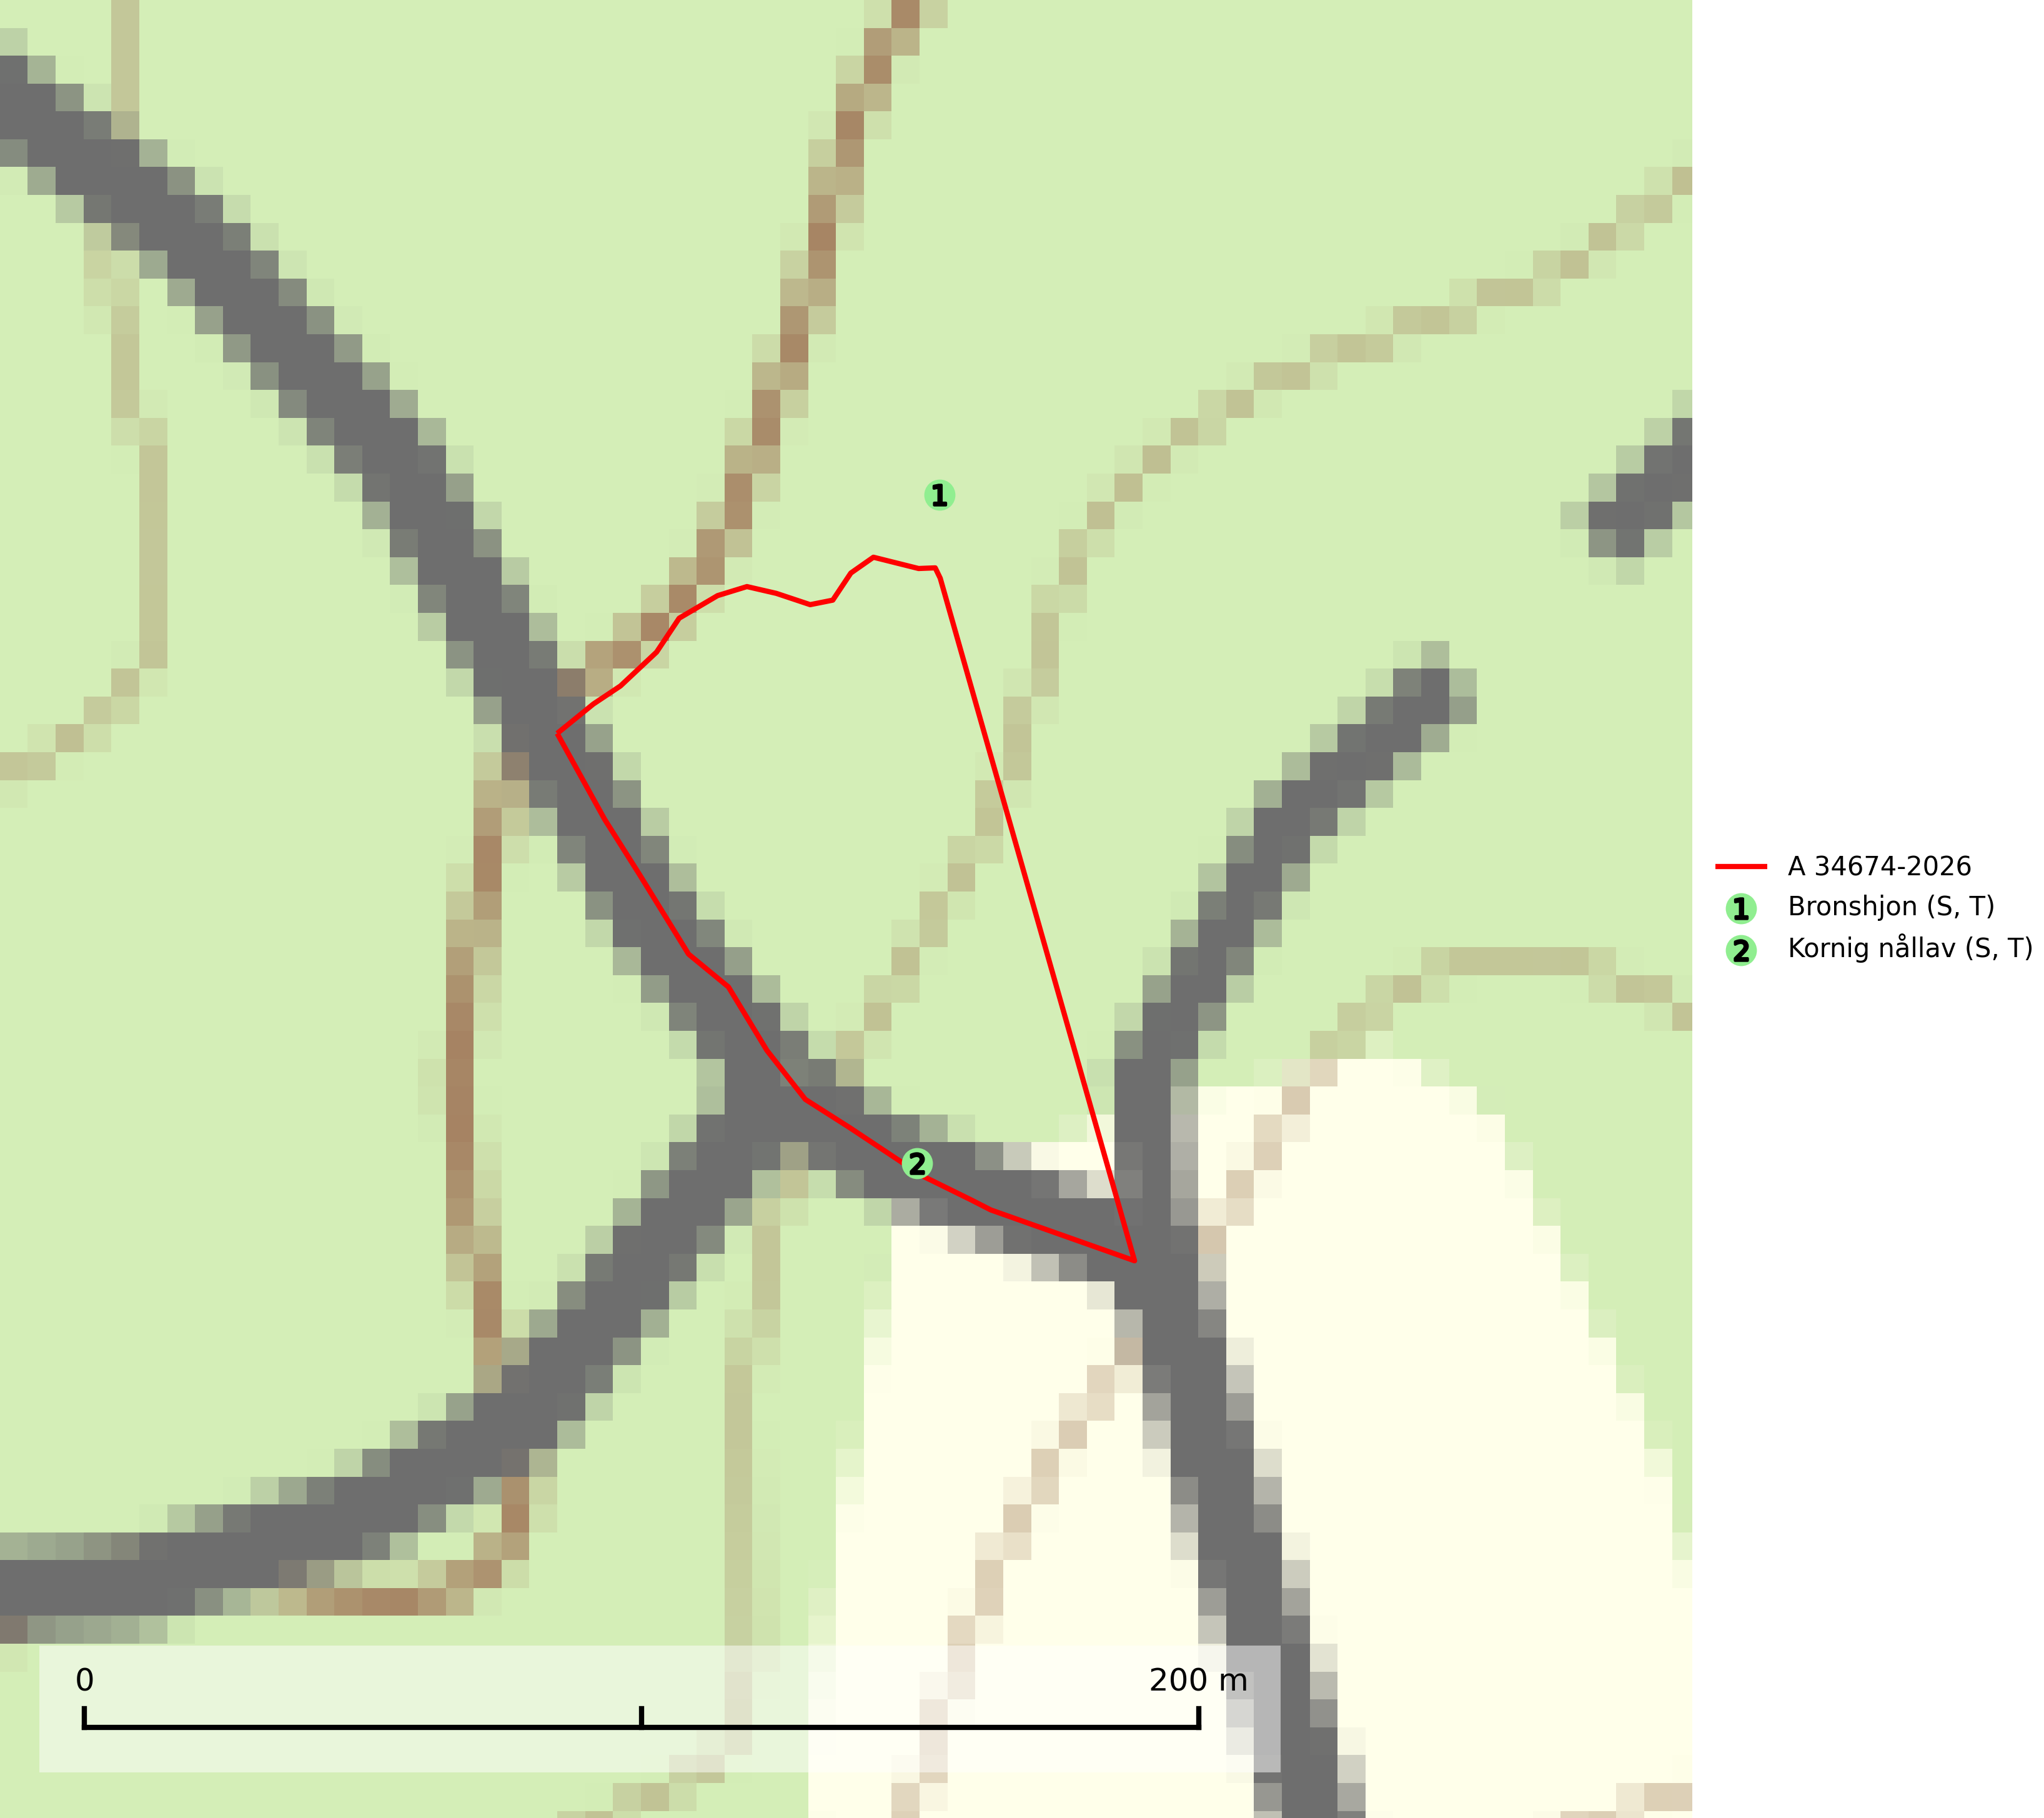 1
2
A 34674-2026
1 Bronshjon (S, T)
2 Kornig nållav (S, T)
0 200 m